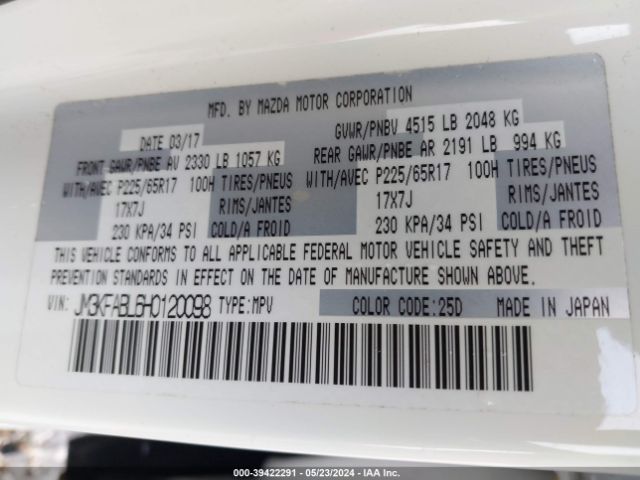 MFD. BY MAZDA MOTOR CORPORATION
DATE 03/17 GVWR/PNBV 4515 LB 2048 KG
FRONT GAWR/PNBE AV 2330 LB 1057 KG REAR GAWR/PNBE AR 2191 LB 994 KG
WITH/AVEC P225/65R17 100H TIRES/PNEUS WITH/AVEC P225/65R17 100H TIRES/PNEUS
17X7J RIMS/JANTES 17X7J RIMS/JANTES
230 KPA/34 PSI COLD/A FROID 230 KPA/34 PSI COLD/A FROID
THIS VEHICLE CONFORMS TO ALL APPLICABLE FEDERAL MOTOR VEHICLE SAFETY AND THEFT
PREVENTION STANDARDS IN EFFECT ON THE DATE OF MANUFACTURE SHOWN ABOVE.
VIN: JM3KFABL6H0120098 TYPE:MPV COLOR CODE:25D MADE IN JAPAN
000-39422291 - 05/23/2024 - IAA Inc.